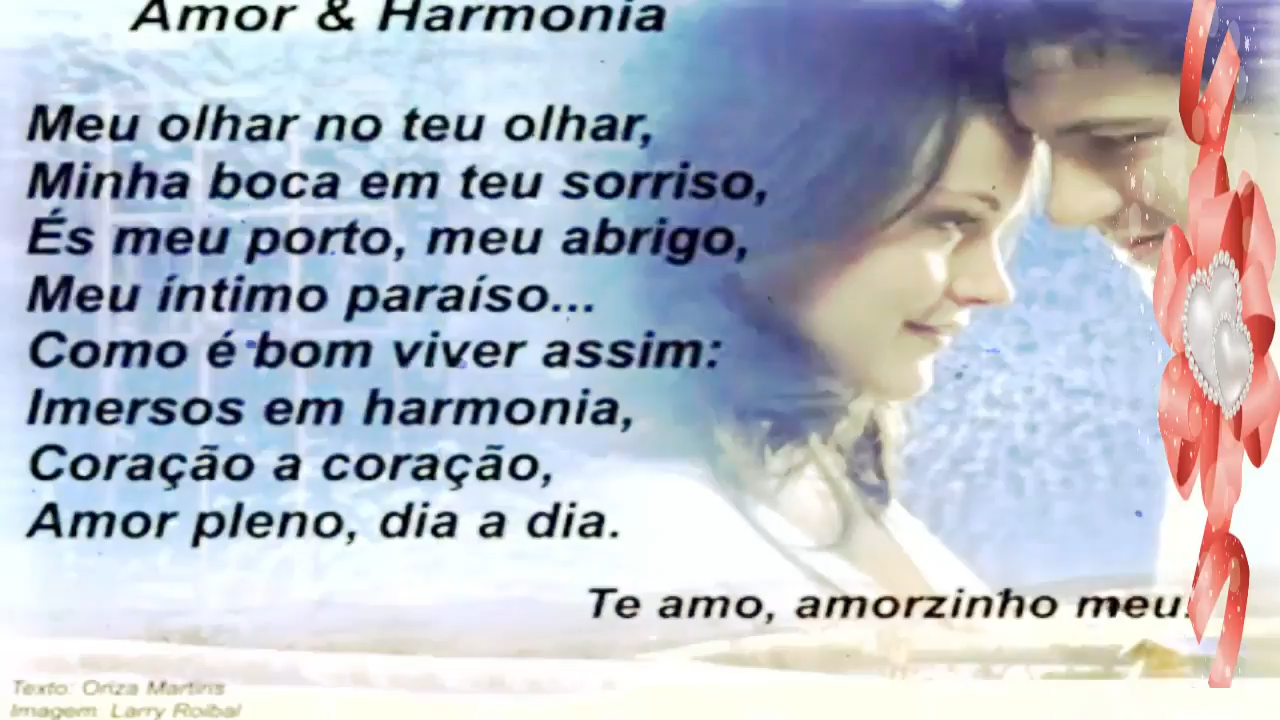 Amor & Harmonia
Meu olhar no teu olhar,
Minha boca em teu sorriso,
És meu porto, meu abrigo,
Meu íntimo paraíso...
Como é bom viver assim:
Imersos em harmonia,
Coração a coração,
Amor pleno, dia a dia.
Te amo, amorzinho meu.
Texto: Oriza Martins
Imagem: Larry Roibal